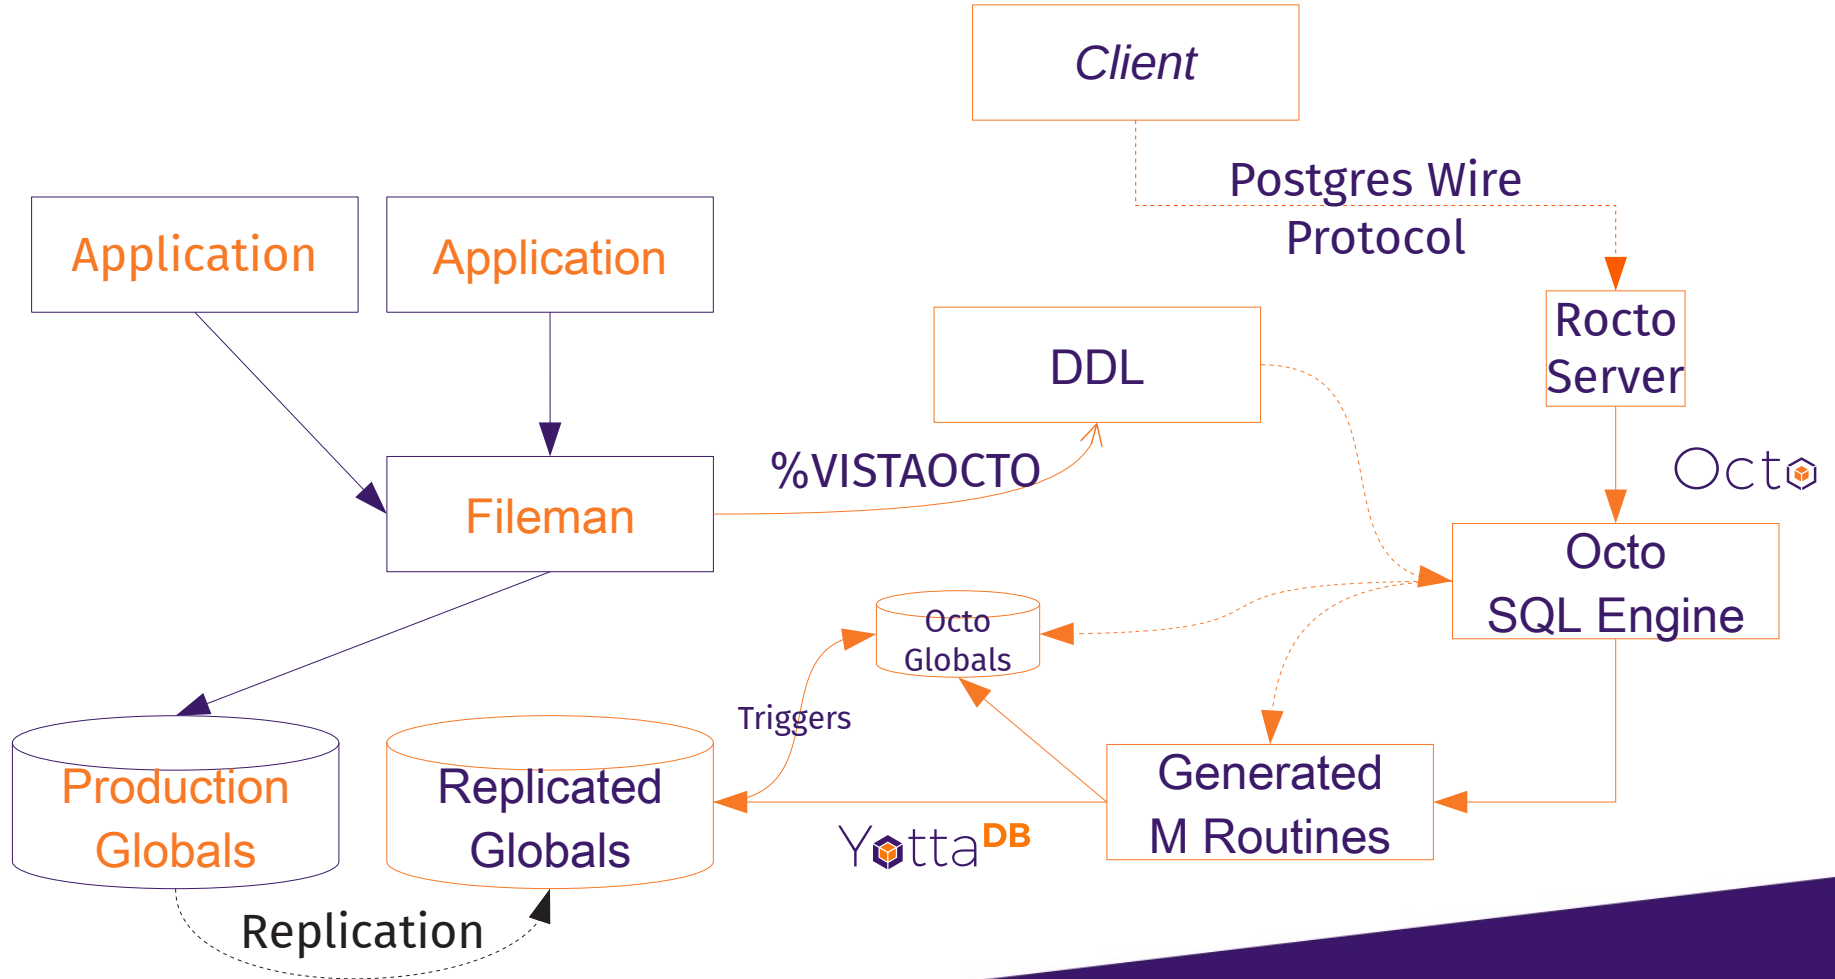 Client
Postgres Wire
Protocol
Application
Application
Rocto
Server
DDL
%VISTAOCTO
Octo
Fileman
Octo
SQL Engine
Octo
Globals
Triggers
Production
Globals
Replicated
Globals
Generated
M Routines
YottaDB
Replication